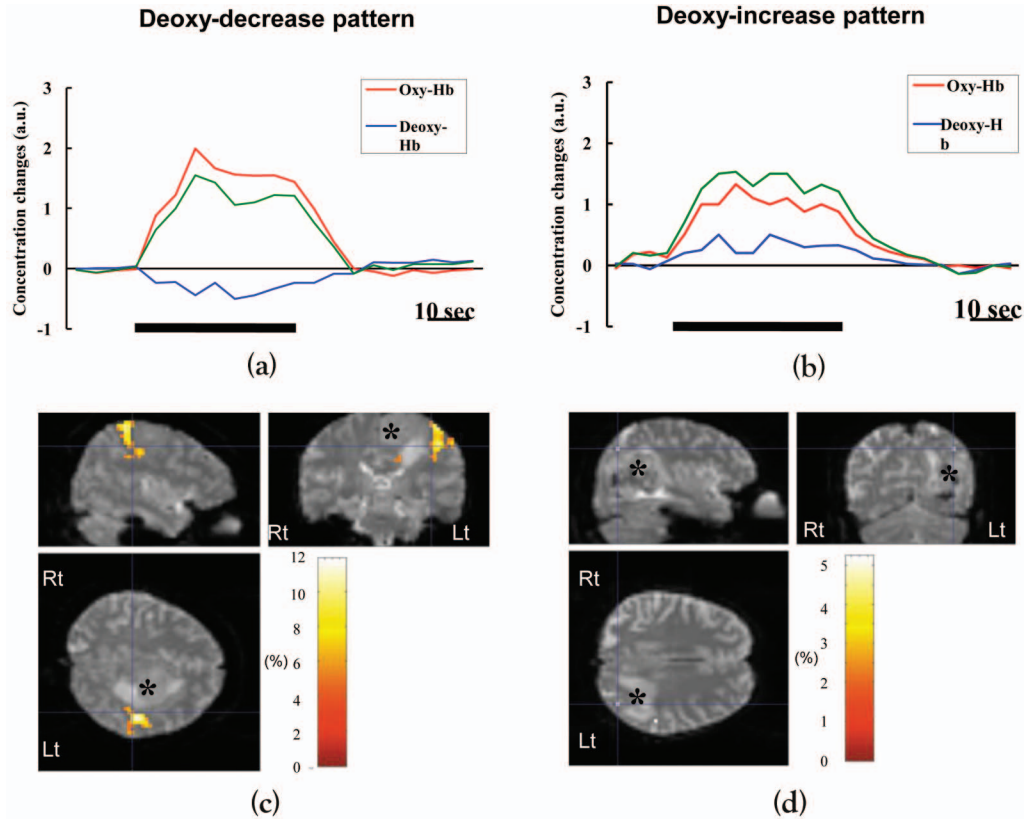 Deoxy-decrease pattern
Deoxy-increase pattern
Concentration changes (a.u.)
3
2
1
0
-1
Oxy-Hb
Deoxy-
Hb
10 sec
(a)
Concentration changes (a.u.)
3
2
1
0
-1
Oxy-Hb
Deoxy-H
b
10 sec
(b)
*
*
Rt
Lt
Rt
*
Lt
12
10
8
(%)
6
4
2
0
(c)
*
*
Rt
Lt
Rt
*
Lt
5
4
3
(%)
2
1
0
(d)